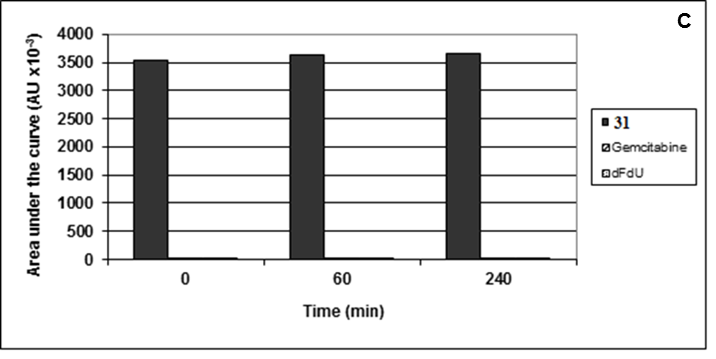 C
Area under the curve (AU x10⁻³)
4000
3500
3000
2500
2000
1500
1000
500
0
0 60 240
Time (min)
31
Gemcitabine
dFdU